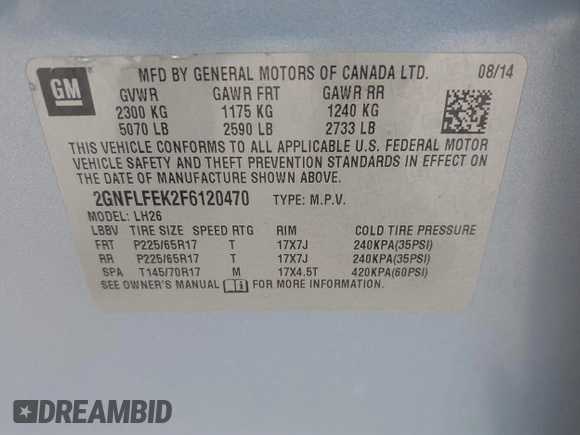 GM
MFD BY GENERAL MOTORS OF CANADA LTD. 08/14
GVWR GAWR FRT GAWR RR
2300 KG 1175 KG 1240 KG
5070 LB 2590 LB 2733 LB
THIS VEHICLE CONFORMS TO ALL APPLICABLE U.S. FEDERAL MOTOR
VEHICLE SAFETY AND THEFT PREVENTION STANDARDS IN EFFECT ON
THE DATE OF MANUFACTURE SHOWN ABOVE.
2GNFLFEK2F6120470 TYPE: M.P.V.
MODEL: LH26
LBBV TIRE SIZE SPEED RTG RIM COLD TIRE PRESSURE
FRT P225/65R17 T 17X7J 240KPA(35PSI)
RR P225/65R17 T 17X7J 240KPA(35PSI)
SPA T145/70R17 M 17X4.5T 420KPA(60PSI)
SEE OWNER'S MANUAL i FOR MORE INFORMATION.
DREAMBID